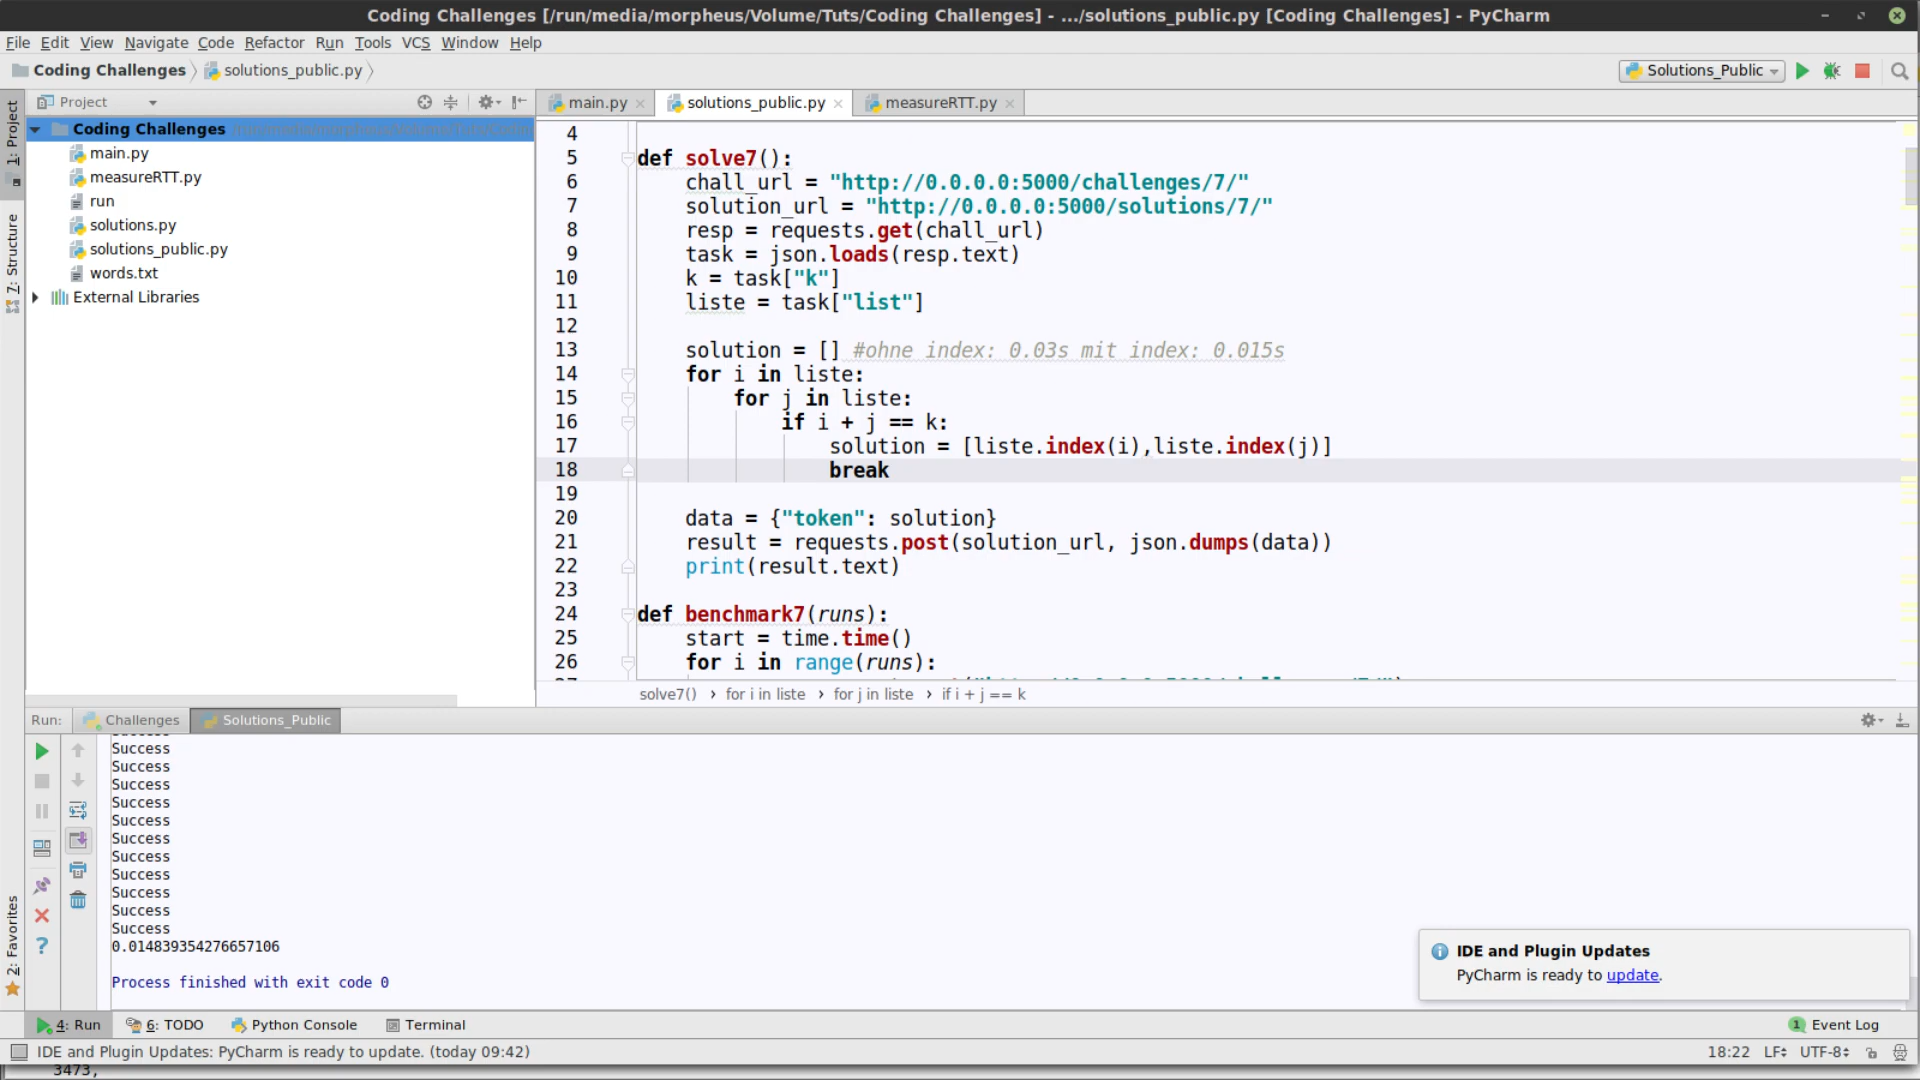 Coding Challenges [/run/media/morpheus/Volume/Tuts/Coding Challenges] - .../solutions_public.py [Coding Challenges] - PyCharm
File Edit View Navigate Code Refactor Run Tools VCS Window Help
Coding Challenges solutions_public.py Solutions_Public
Project
main.py solutions_public.py measureRTT.py
1: Project
7: Structure
2: Favorites
Coding Challenges
main.py
measureRTT.py
run
solutions.py
solutions_public.py
words.txt
External Libraries
4
5 def solve7():
6 chall_url = "http://0.0.0.0:5000/challenges/7/"
7 solution_url = "http://0.0.0.0:5000/solutions/7/"
8 resp = requests.get(chall_url)
9 task = json.loads(resp.text)
10 k = task["k"]
11 liste = task["list"]
12
13 solution = [] #ohne index: 0.03s mit index: 0.015s
14 for i in liste:
15 for j in liste:
16 if i + j == k:
17 solution = [liste.index(i),liste.index(j)]
18 break
19
20 data = {"token": solution}
21 result = requests.post(solution_url, json.dumps(data))
22 print(result.text)
23
24 def benchmark7(runs):
25 start = time.time()
26 for i in range(runs):
solve7() › for i in liste › for j in liste › if i + j == k
Run: Challenges Solutions_Public
Success
Success
Success
Success
Success
Success
Success
Success
Success
Success
Success
0.014839354276657106
Process finished with exit code 0
IDE and Plugin Updates
PyCharm is ready to update.
4: Run 6: TODO Python Console Terminal 1 Event Log
IDE and Plugin Updates: PyCharm is ready to update. (today 09:42) 18:22 LF UTF-8
3473,